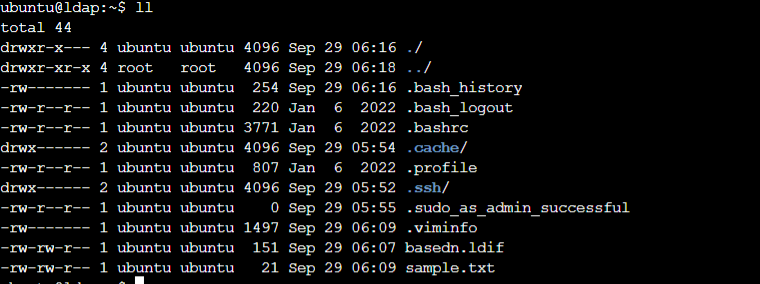 ubuntu@ldap:~$ ll
total 44
drwxr-x--- 4 ubuntu ubuntu 4096 Sep 29 06:16 ./
drwxr-xr-x 4 root   root   4096 Sep 29 06:18 ../
-rw------- 1 ubuntu ubuntu  254 Sep 29 06:16 .bash_history
-rw-r--r-- 1 ubuntu ubuntu  220 Jan  6  2022 .bash_logout
-rw-r--r-- 1 ubuntu ubuntu 3771 Jan  6  2022 .bashrc
drwx------ 2 ubuntu ubuntu 4096 Sep 29 05:54 .cache/
-rw-r--r-- 1 ubuntu ubuntu  807 Jan  6  2022 .profile
drwx------ 2 ubuntu ubuntu 4096 Sep 29 05:52 .ssh/
-rw-r--r-- 1 ubuntu ubuntu    0 Sep 29 05:55 .sudo_as_admin_successful
-rw------- 1 ubuntu ubuntu 1497 Sep 29 06:09 .viminfo
-rw-rw-r-- 1 ubuntu ubuntu  151 Sep 29 06:07 basedn.ldif
-rw-rw-r-- 1 ubuntu ubuntu   21 Sep 29 06:09 sample.txt